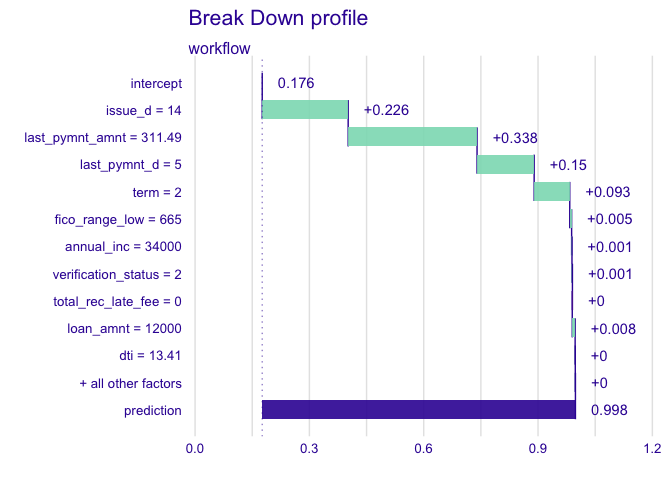 Break Down profile
workflow
intercept 0.176
issue_d = 14 +0.226
last_pymnt_amnt = 311.49 +0.338
last_pymnt_d = 5 +0.15
term = 2 +0.093
fico_range_low = 665 +0.005
annual_inc = 34000 +0.001
verification_status = 2 +0.001
total_rec_late_fee = 0 +0
loan_amnt = 12000 +0.008
dti = 13.41 +0
+ all other factors +0
prediction 0.998
0.0 0.3 0.6 0.9 1.2